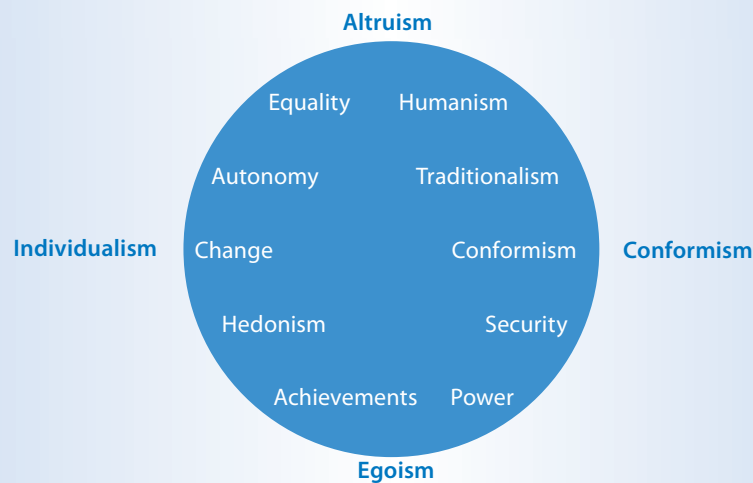 Altruism
Equality Humanism
Autonomy Traditionalism
Individualism Change Conformism Conformism
Hedonism Security
Achievements Power
Egoism